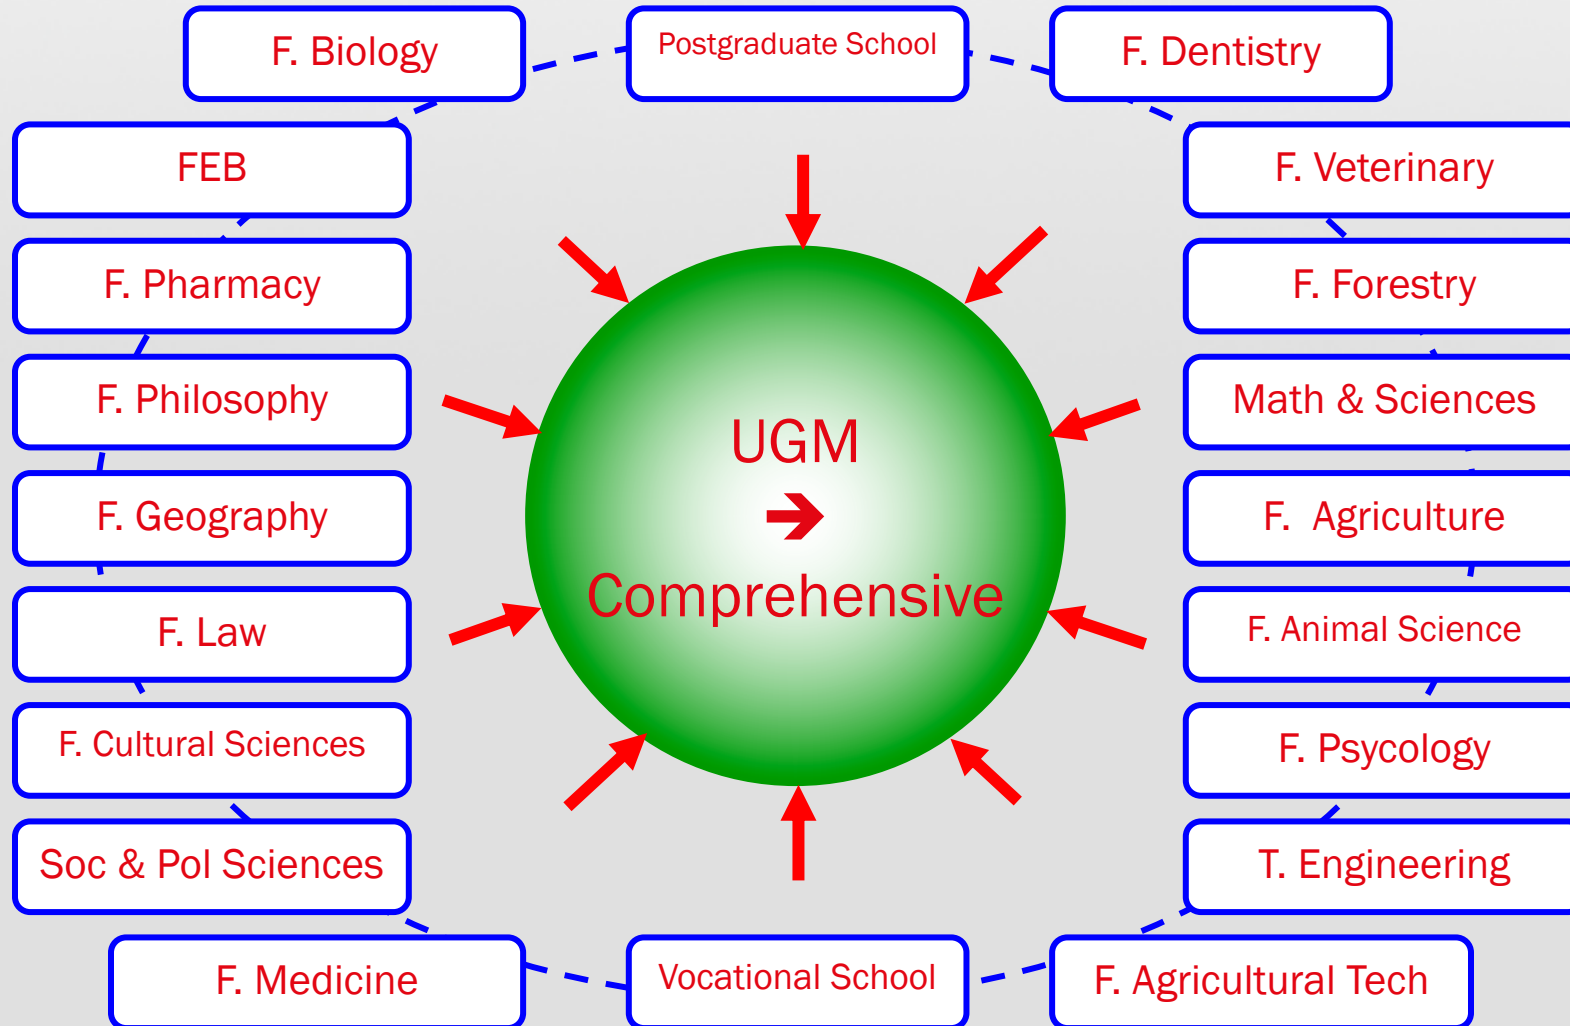 F. Biology
Postgraduate School
F. Dentistry
FEB
F. Veterinary
F. Pharmacy
F. Forestry
F. Philosophy
Math & Sciences
UGM
➔
Comprehensive
F. Geography
F. Agriculture
F. Law
F. Animal Science
F. Cultural Sciences
F. Psycology
Soc & Pol Sciences
T. Engineering
F. Medicine
Vocational School
F. Agricultural Tech